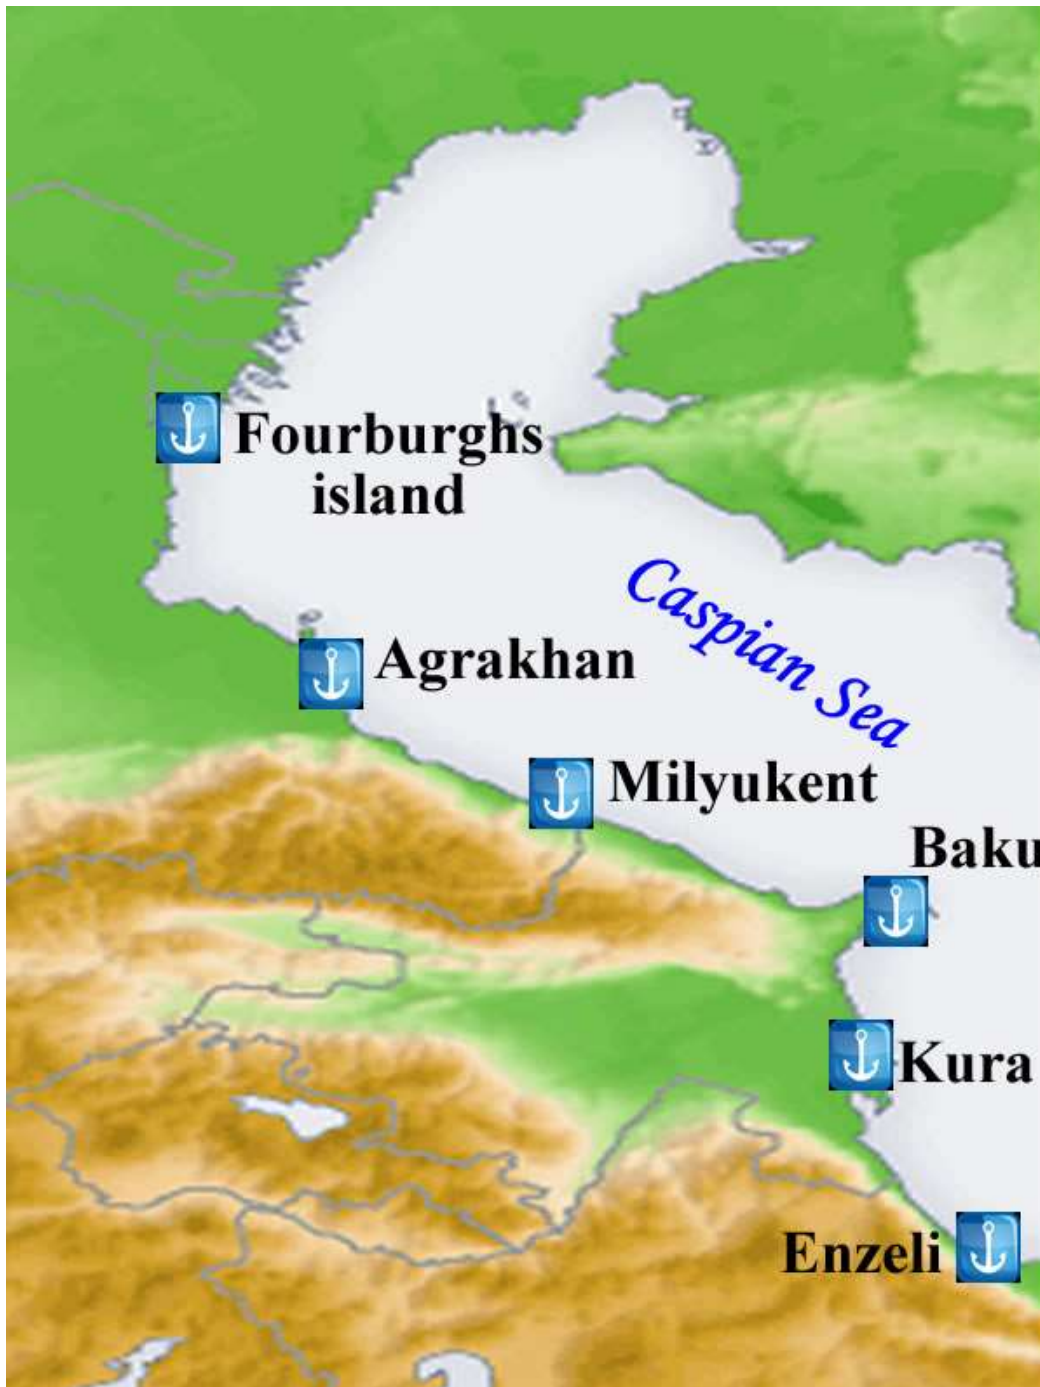 Fourburghs
island
Caspian Sea
Agrakhan
Milyukent
Baku
Kura
Enzeli